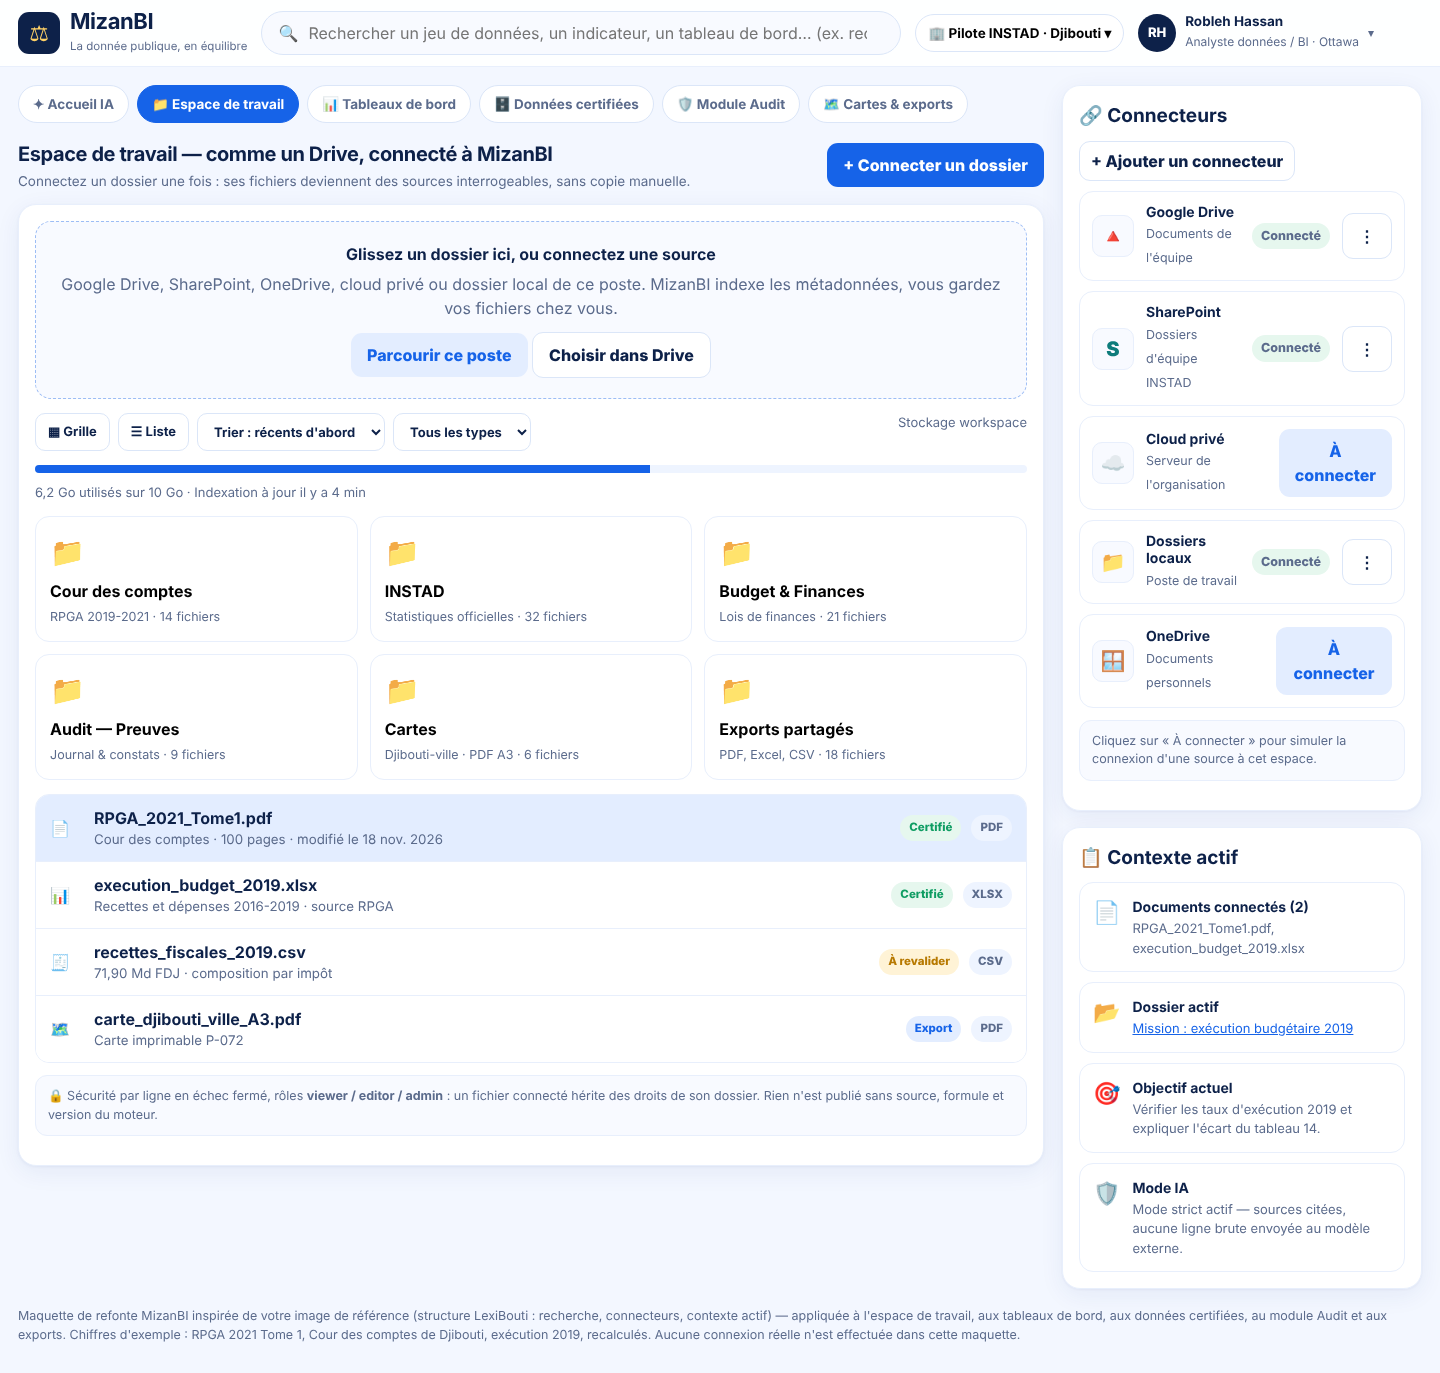 MizanBI
La donnée publique, en équilibre
Rechercher un jeu de données, un indicateur, un tableau de bord... (ex. rec
Pilote INSTAD · Djibouti ▾
RH
Robleh Hassan
Analyste données / BI · Ottawa ▾
✦ Accueil IA
Espace de travail
Tableaux de bord
Données certifiées
Module Audit
Cartes & exports
Espace de travail — comme un Drive, connecté à MizanBI
Connectez un dossier une fois : ses fichiers deviennent des sources interrogeables, sans copie manuelle.
+ Connecter un dossier
Glissez un dossier ici, ou connectez une source
Google Drive, SharePoint, OneDrive, cloud privé ou dossier local de ce poste. MizanBI indexe les métadonnées, vous gardez
vos fichiers chez vous.
Parcourir ce poste
Choisir dans Drive
▦ Grille
☰ Liste
Trier : récents d'abord
Tous les types
Stockage workspace
6,2 Go utilisés sur 10 Go · Indexation à jour il y a 4 min
Cour des comptes
RPGA 2019-2021 · 14 fichiers
INSTAD
Statistiques officielles · 32 fichiers
Budget & Finances
Lois de finances · 21 fichiers
Audit — Preuves
Journal & constats · 9 fichiers
Cartes
Djibouti-ville · PDF A3 · 6 fichiers
Exports partagés
PDF, Excel, CSV · 18 fichiers
RPGA_2021_Tome1.pdf
Cour des comptes · 100 pages · modifié le 18 nov. 2026
Certifié
PDF
execution_budget_2019.xlsx
Recettes et dépenses 2016-2019 · source RPGA
Certifié
XLSX
recettes_fiscales_2019.csv
71,90 Md FDJ · composition par impôt
À revalider
CSV
carte_djibouti_ville_A3.pdf
Carte imprimable P-072
Export
PDF
Sécurité par ligne en échec fermé, rôles viewer / editor / admin : un fichier connecté hérite des droits de son dossier. Rien n'est publié sans source, formule et
version du moteur.
Connecteurs
+ Ajouter un connecteur
Google Drive
Documents de
l'équipe
Connecté
⋮
SharePoint
S
Dossiers
d'équipe
INSTAD
Connecté
⋮
Cloud privé
Serveur de
l'organisation
À
connecter
Dossiers
locaux
Poste de travail
Connecté
⋮
OneDrive
Documents
personnels
À
connecter
Cliquez sur « À connecter » pour simuler la
connexion d'une source à cet espace.
Contexte actif
Documents connectés (2)
RPGA_2021_Tome1.pdf,
execution_budget_2019.xlsx
Dossier actif
Mission : exécution budgétaire 2019
Objectif actuel
Vérifier les taux d'exécution 2019 et
expliquer l'écart du tableau 14.
Mode IA
Mode strict actif — sources citées,
aucune ligne brute envoyée au modèle
externe.
Maquette de refonte MizanBI inspirée de votre image de référence (structure LexiBouti : recherche, connecteurs, contexte actif) — appliquée à l'espace de travail, aux tableaux de bord, aux données certifiées, au module Audit et aux
exports. Chiffres d'exemple : RPGA 2021 Tome 1, Cour des comptes de Djibouti, exécution 2019, recalculés. Aucune connexion réelle n'est effectuée dans cette maquette.